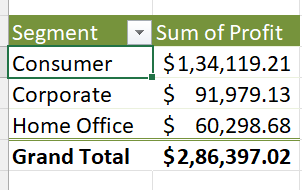 Segment Sum of Profit
Consumer $1,34,119.21
Corporate $ 91,979.13
Home Office $ 60,298.68
Grand Total $2,86,397.02